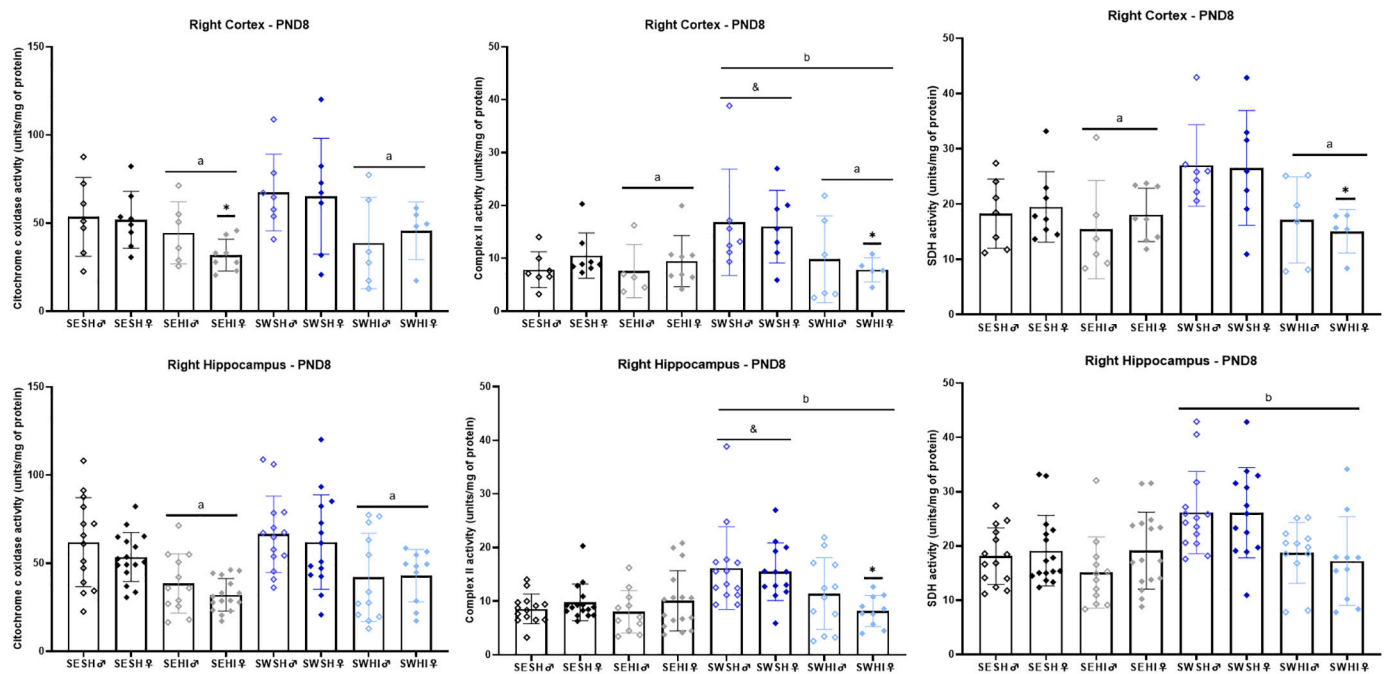 Right Cortex - PND8
Citochrome c oxidase activity (units/mg of protein)
150
100
50
0
a
*
a
SESH♂ SESH♀ SEHI♂ SEHI♀ SWSH♂ SWSH♀ SWHI♂ SWHI♀
Right Cortex - PND8
Complex II activity (units/mg of protein)
50
40
30
20
10
0
b
&
a
a
*
SESH♂ SESH♀ SEHI♂ SEHI♀ SWSH♂ SWSH♀ SWHI♂ SWHI♀
Right Cortex - PND8
SDH activity (units/mg of protein)
50
40
30
20
10
0
a
a
*
SESH♂ SESH♀ SEHI♂ SEHI♀ SWSH♂ SWSH♀ SWHI♂ SWHI♀
Right Hippocampus - PND8
Citochrome c oxidase activity (units/mg of protein)
150
100
50
0
a
a
SESH♂ SESH♀ SEHI♂ SEHI♀ SWSH♂ SWSH♀ SWHI♂ SWHI♀
Right Hippocampus - PND8
Complex II activity (units/mg of protein)
50
40
30
20
10
0
b
&
*
SESH♂ SESH♀ SEHI♂ SEHI♀ SWSH♂ SWSH♀ SWHI♂ SWHI♀
Right Hippocampus - PND8
SDH activity (units/mg of protein)
50
40
30
20
10
0
b
SESH♂ SESH♀ SEHI♂ SEHI♀ SWSH♂ SWSH♀ SWHI♂ SWHI♀